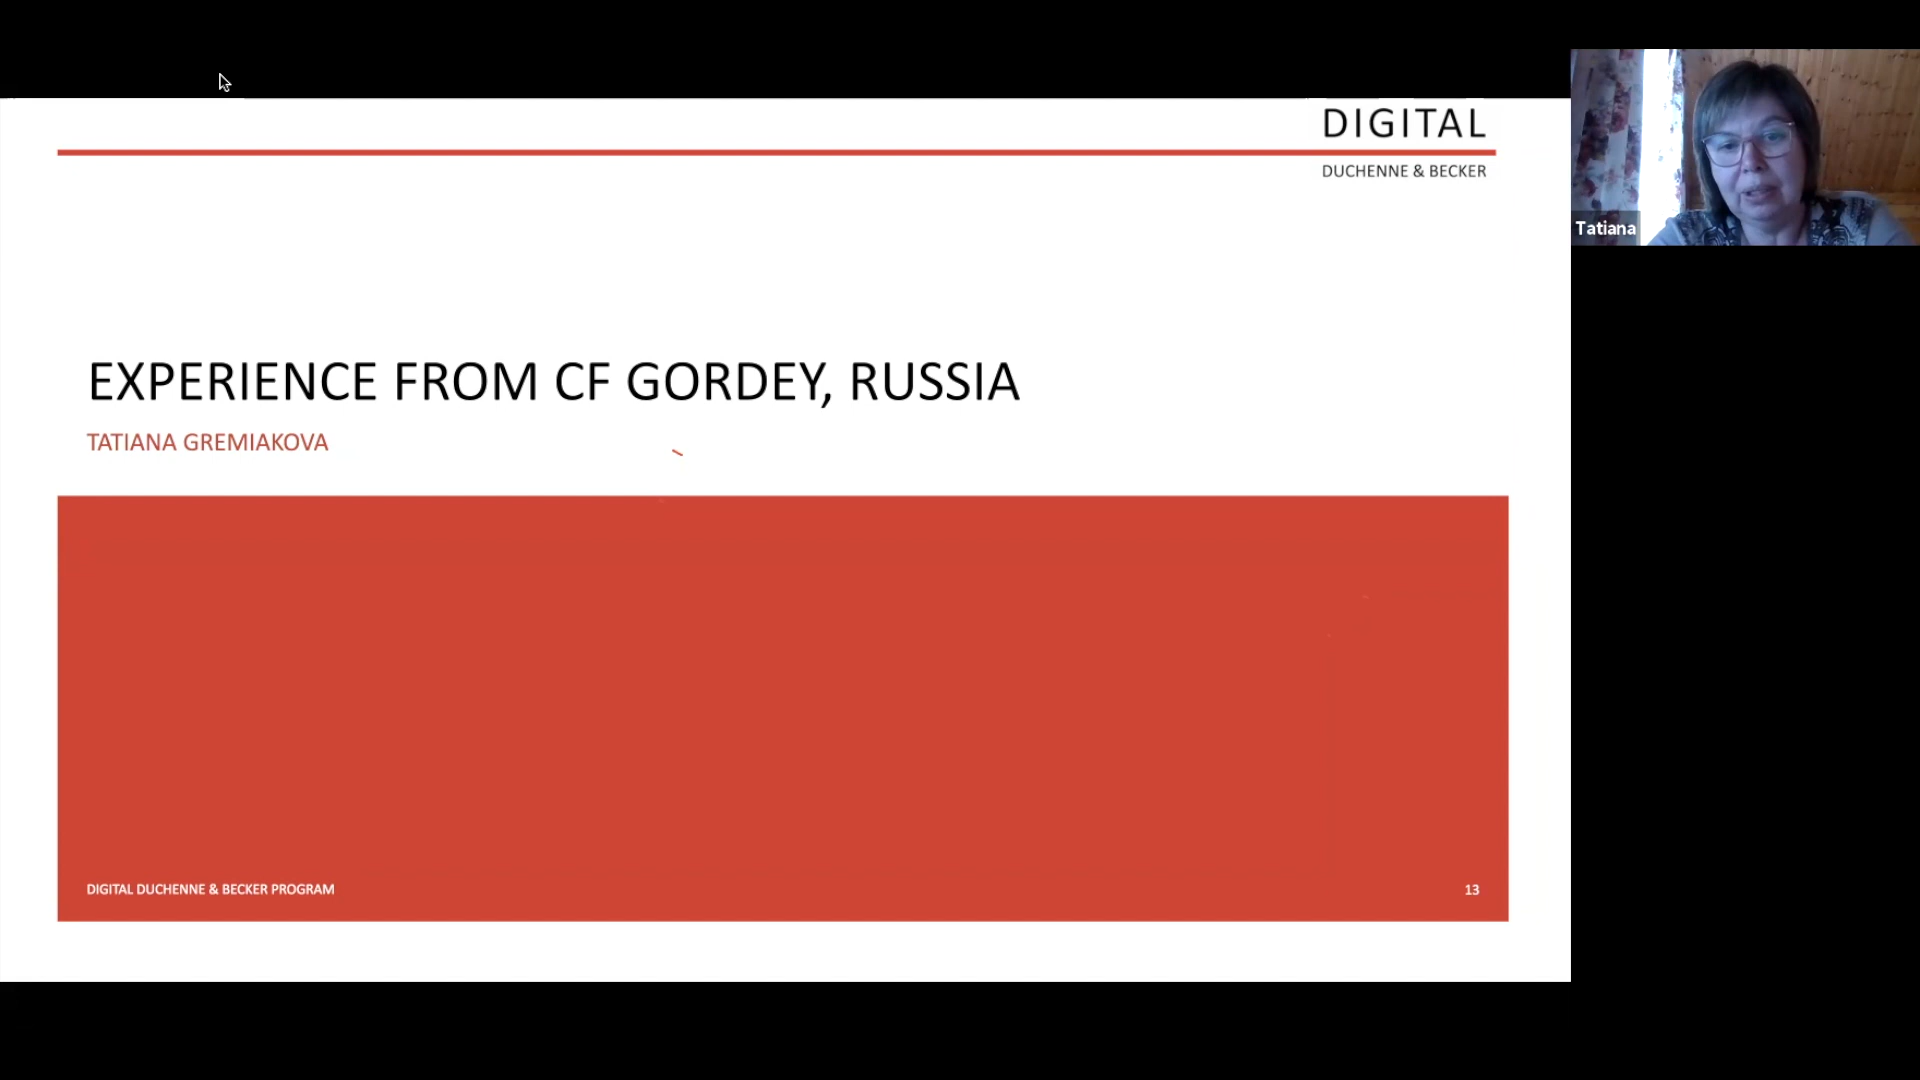 DIGITAL
DUCHENNE & BECKER
Tatiana
EXPERIENCE FROM CF GORDEY, RUSSIA
TATIANA GREMIAKOVA
DIGITAL DUCHENNE & BECKER PROGRAM
13